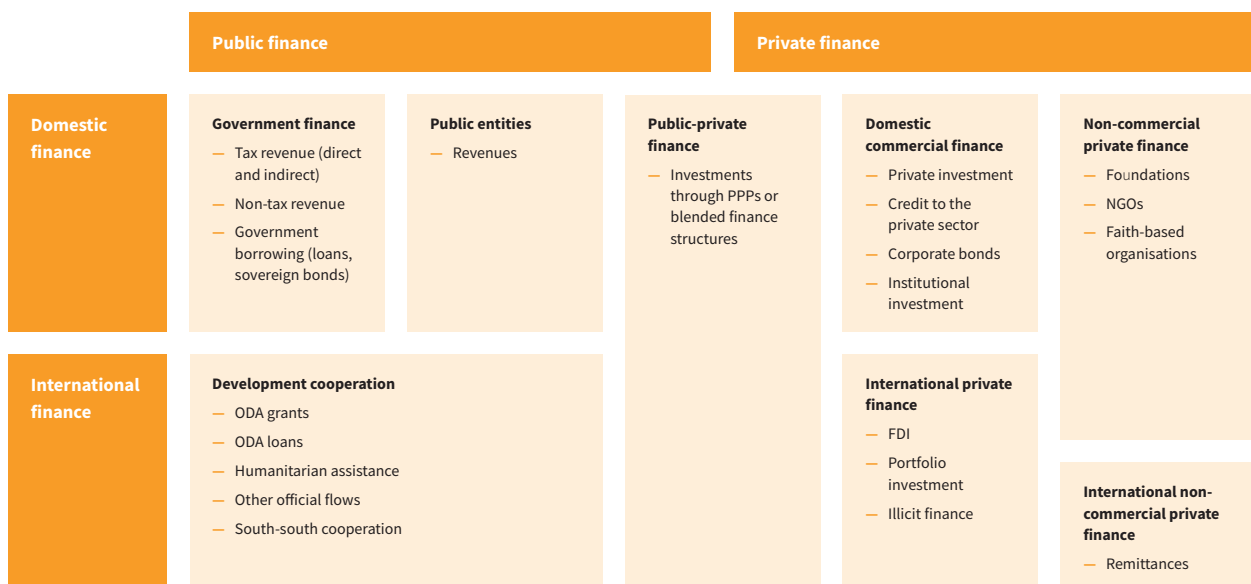 Public finance
Private finance
Domestic
finance
Government finance
— Tax revenue (direct
and indirect)
— Non-tax revenue
— Government
borrowing (loans,
sovereign bonds)
Public entities
— Revenues
Public-private
finance
— Investments
through PPPs or
blended finance
structures
Domestic
commercial finance
— Private investment
— Credit to the
private sector
— Corporate bonds
— Institutional
investment
Non-commercial
private finance
— Foundations
— NGOs
— Faith-based
organisations
International
finance
Development cooperation
— ODA grants
— ODA loans
— Humanitarian assistance
— Other official flows
— South-south cooperation
International private
finance
— FDI
— Portfolio
investment
— Illicit finance
International non-
commercial private
finance
— Remittances